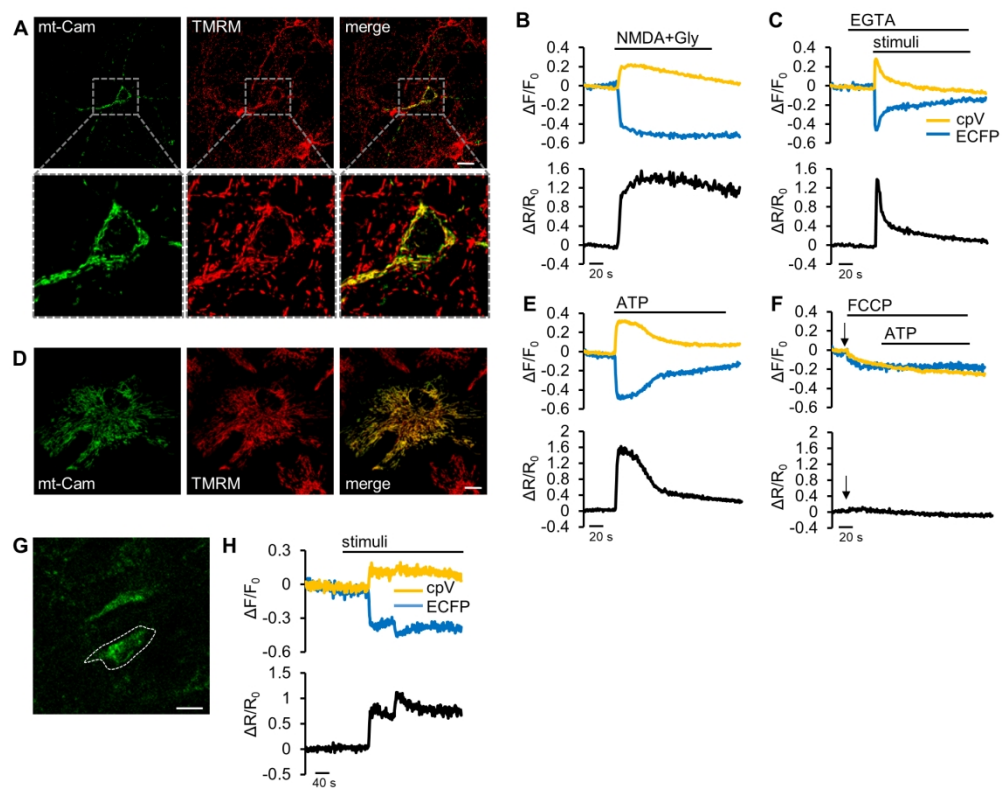 A
mt-Cam
TMRM
merge
B
NMDA+Gly
0.4
0.2
0
-0.2
-0.4
-0.6
ΔF/F0
1.6
1.2
0.8
0.4
0
-0.4
ΔR/R0
20 s
C
EGTA
stimuli
0.4
0.2
0
-0.2
-0.4
-0.6
ΔF/F0
cpV
ECFP
1.6
1.2
0.8
0.4
0
-0.4
ΔR/R0
20 s
D
mt-Cam
TMRM
merge
E
ATP
0.4
0.2
0
-0.2
-0.4
-0.6
ΔF/F0
2
1.6
1.2
0.8
0.4
0
-0.4
ΔR/R0
20 s
F
FCCP
ATP
0.4
0.2
0
-0.2
-0.4
-0.6
ΔF/F0
2
1.6
1.2
0.8
0.4
0
-0.4
ΔR/R0
20 s
G
H
stimuli
0.3
0
-0.3
-0.6
ΔF/F0
cpV
ECFP
1.5
1
0.5
0
-0.5
ΔR/R0
40 s